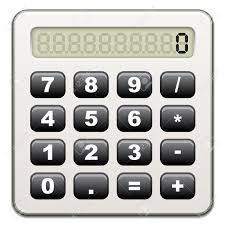 0
7 8 9 /
4 5 6 *
1 2 3 -
0 . = +